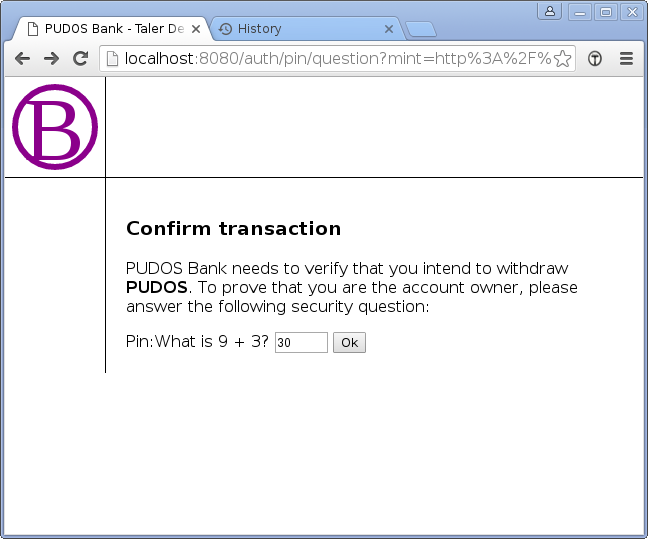 PUDOS Bank - Taler De
History
localhost:8080/auth/pin/question?mint=http%3A%2F%
B
Confirm transaction
PUDOS Bank needs to verify that you intend to withdraw
PUDOS. To prove that you are the account owner, please
answer the following security question:
Pin:What is 9 + 3? 30 Ok